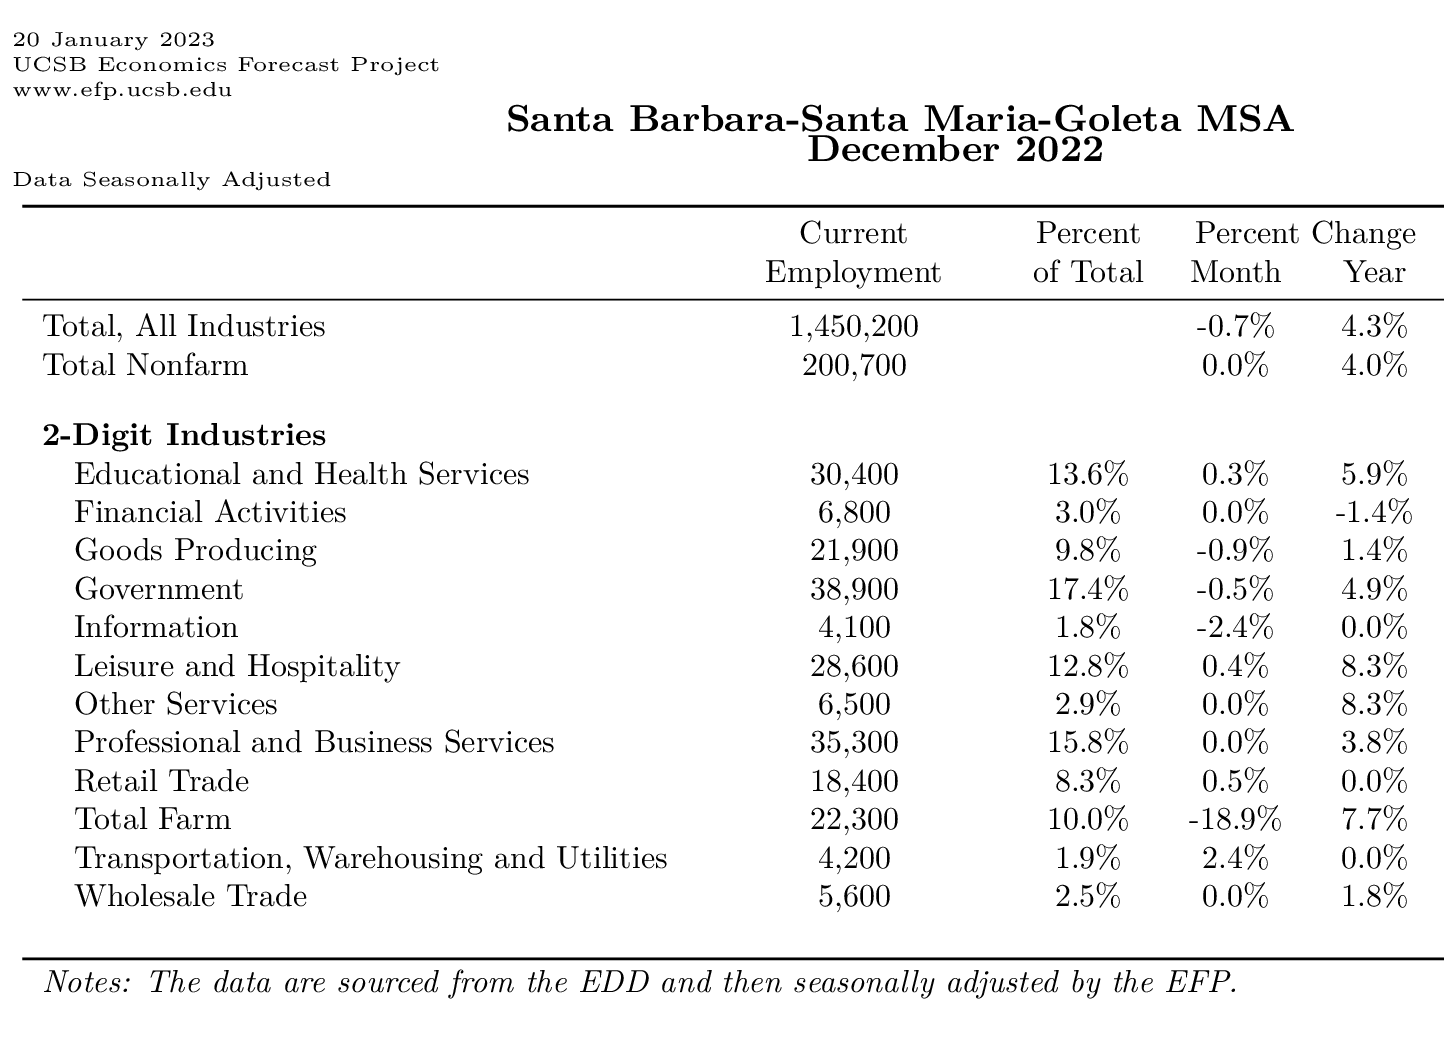 20 January 2023
UCSB Economics Forecast Project
www.efp.ucsb.edu
Santa Barbara-Santa Maria-Goleta MSA
December 2022
Data Seasonally Adjusted
Current Percent Percent Change
Employment of Total Month Year
Total, All Industries 1,450,200 -0.7% 4.3%
Total Nonfarm 200,700 0.0% 4.0%
2-Digit Industries
Educational and Health Services 30,400 13.6% 0.3% 5.9%
Financial Activities 6,800 3.0% 0.0% -1.4%
Goods Producing 21,900 9.8% -0.9% 1.4%
Government 38,900 17.4% -0.5% 4.9%
Information 4,100 1.8% -2.4% 0.0%
Leisure and Hospitality 28,600 12.8% 0.4% 8.3%
Other Services 6,500 2.9% 0.0% 8.3%
Professional and Business Services 35,300 15.8% 0.0% 3.8%
Retail Trade 18,400 8.3% 0.5% 0.0%
Total Farm 22,300 10.0% -18.9% 7.7%
Transportation, Warehousing and Utilities 4,200 1.9% 2.4% 0.0%
Wholesale Trade 5,600 2.5% 0.0% 1.8%
Notes: The data are sourced from the EDD and then seasonally adjusted by the EFP.